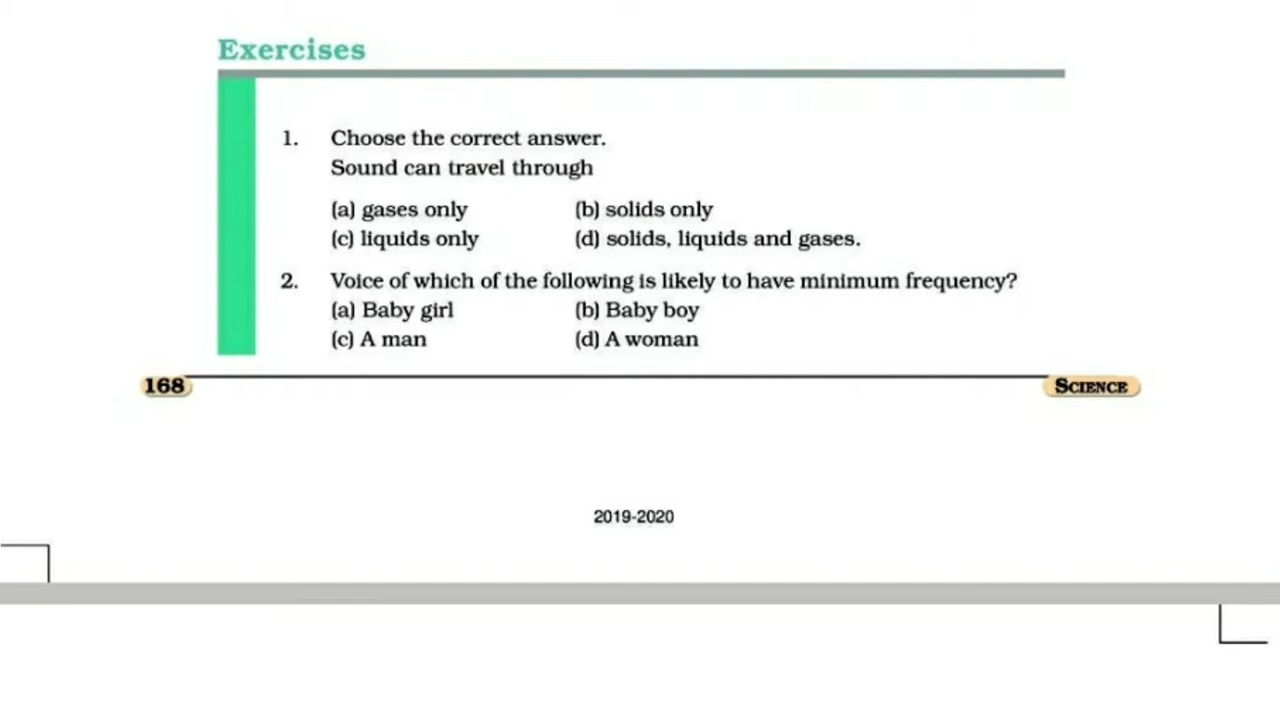 Exercises
1. Choose the correct answer.
Sound can travel through
(a) gases only (b) solids only
(c) liquids only (d) solids, liquids and gases.
2. Voice of which of the following is likely to have minimum frequency?
(a) Baby girl (b) Baby boy
(c) A man (d) A woman
168 SCIENCE
2019-2020